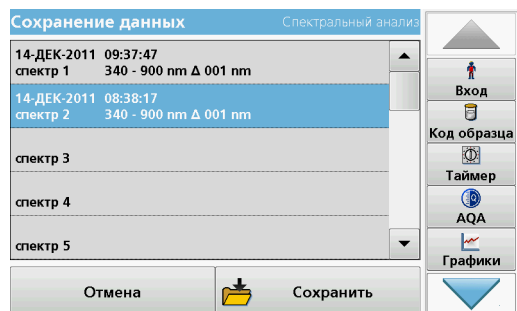 Сохранение данных
Спектральный анализ
14-ДЕК-2011 09:37:47
спектр 1 340 - 900 nm Δ 001 nm
14-ДЕК-2011 08:38:17
спектр 2 340 - 900 nm Δ 001 nm
спектр 3
спектр 4
спектр 5
Отмена
Сохранить
Вход
Код образца
Таймер
AQA
Графики